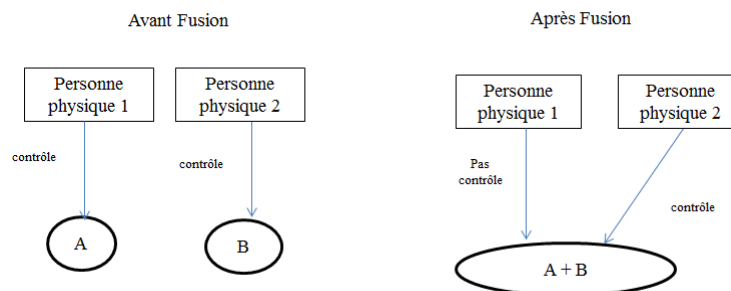 Avant Fusion
Personne
physique 1
Personne
physique 2
contrôle
contrôle
A
B
Après Fusion
Personne
physique 1
Personne
physique 2
Pas
contrôle
contrôle
A + B